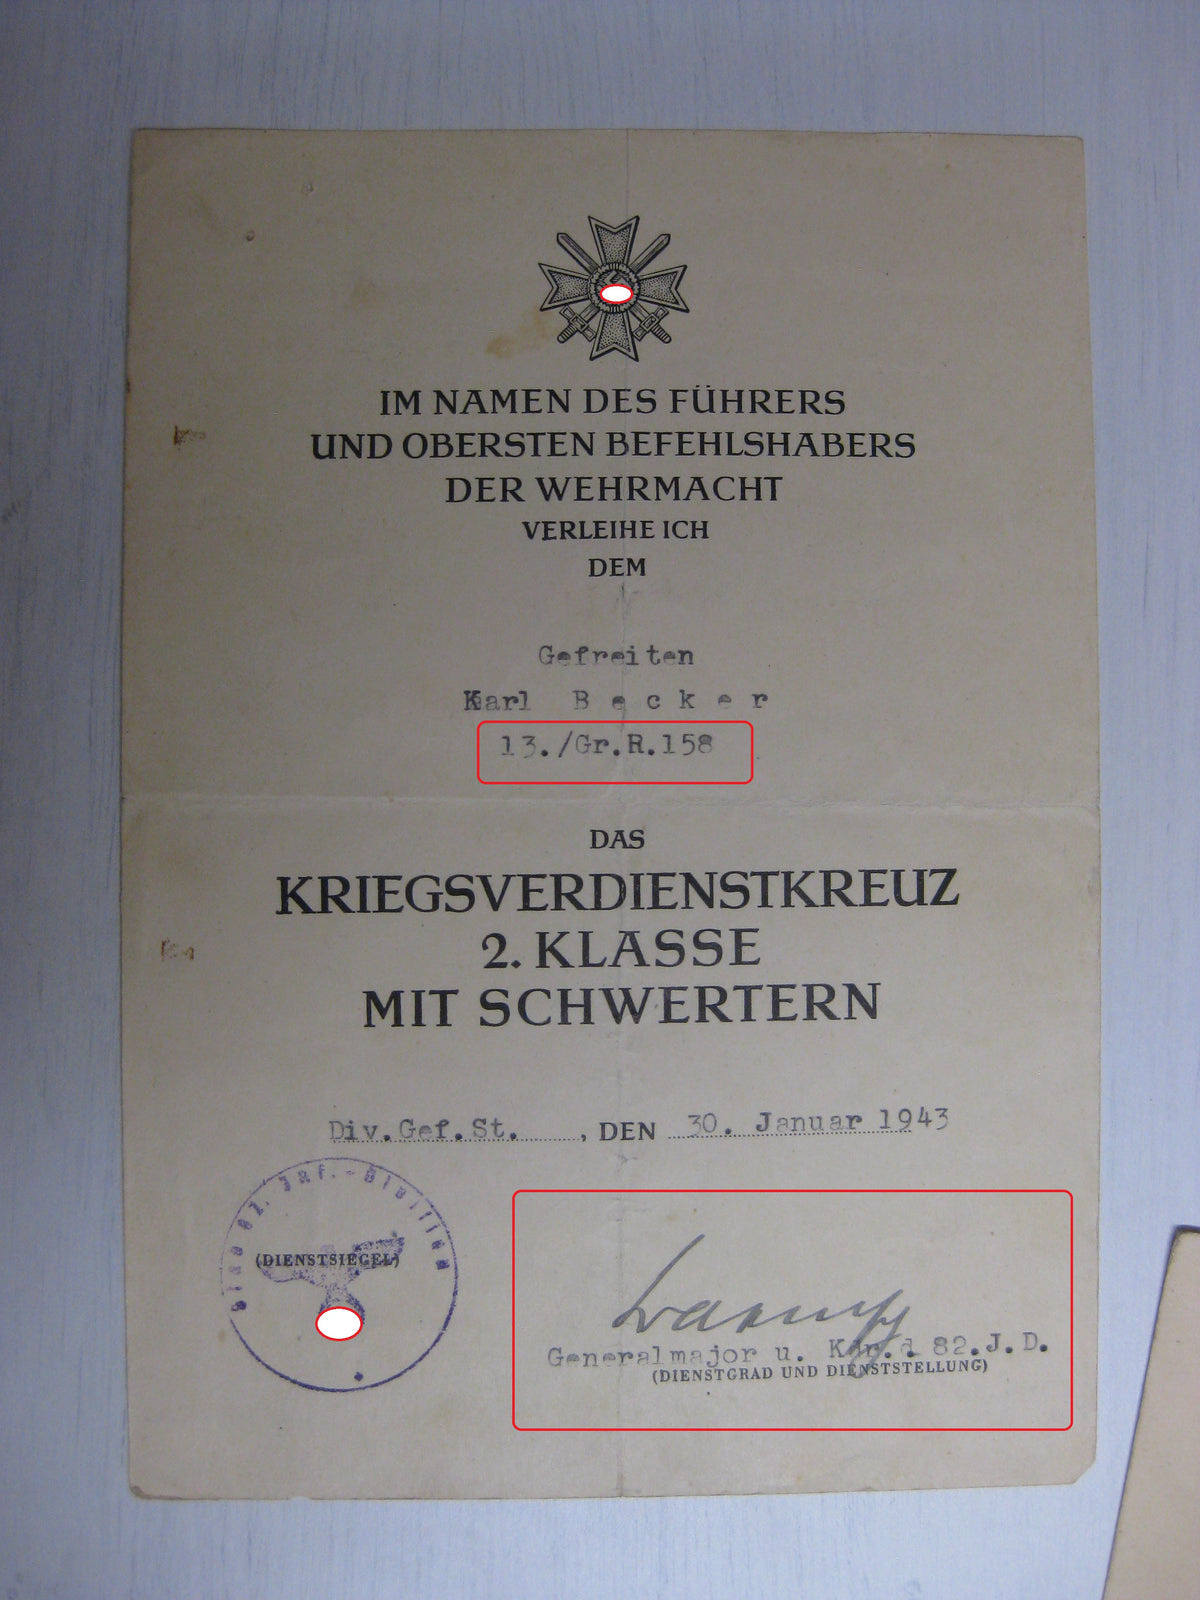 IM NAMEN DES FÜHRERS
UND OBERSTEN BEFEHLSHABERS
DER WEHRMACHT
VERLEIHE ICH
DEM
Gefreiten
Karl Becker
13./Gr.R.158
DAS
KRIEGSVERDIENSTKREUZ
2. KLASSE
MIT SCHWERTERN
Div.Gef.St. , DEN 30. Januar 1943
(DIENSTSIEGEL)
Generalmajor u. Kdr.d 82.J.D.
(DIENSTGRAD UND DIENSTSTELLUNG)